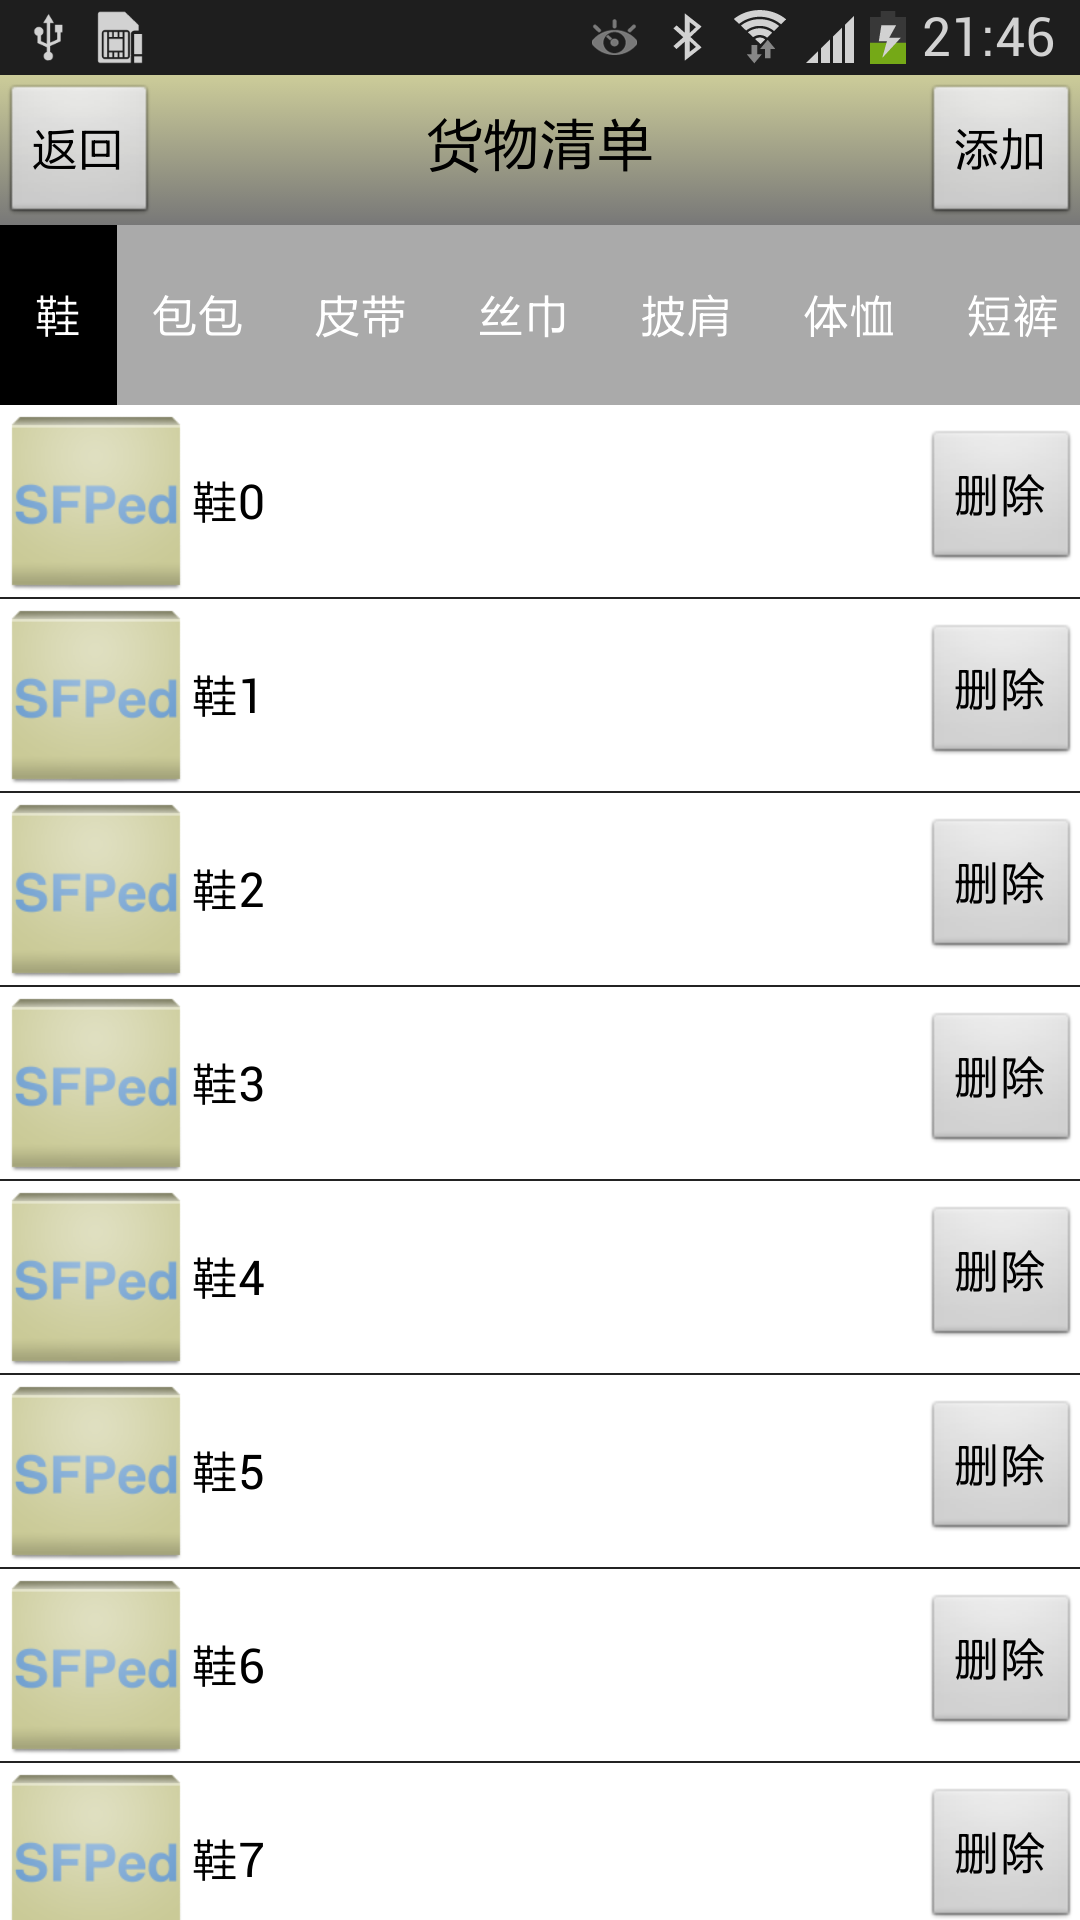 21:46
返回 货物清单 添加
鞋 包包 皮带 丝巾 披肩 体恤 短裤
SFPed 鞋0 删除
SFPed 鞋1 删除
SFPed 鞋2 删除
SFPed 鞋3 删除
SFPed 鞋4 删除
SFPed 鞋5 删除
SFPed 鞋6 删除
SFPed 鞋7 删除